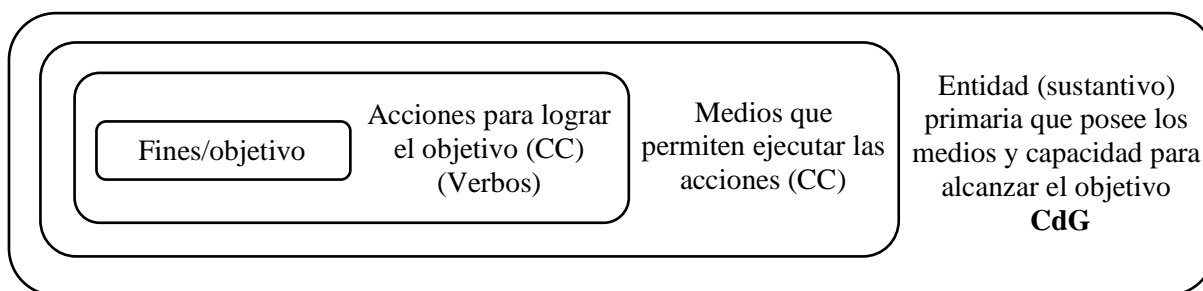 Fines/objetivo
Acciones para lograr
el objetivo (CC)
(Verbos)
Medios que
permiten ejecutar las
acciones (CC)
Entidad (sustantivo)
primaria que posee los
medios y capacidad para
alcanzar el objetivo
CdG